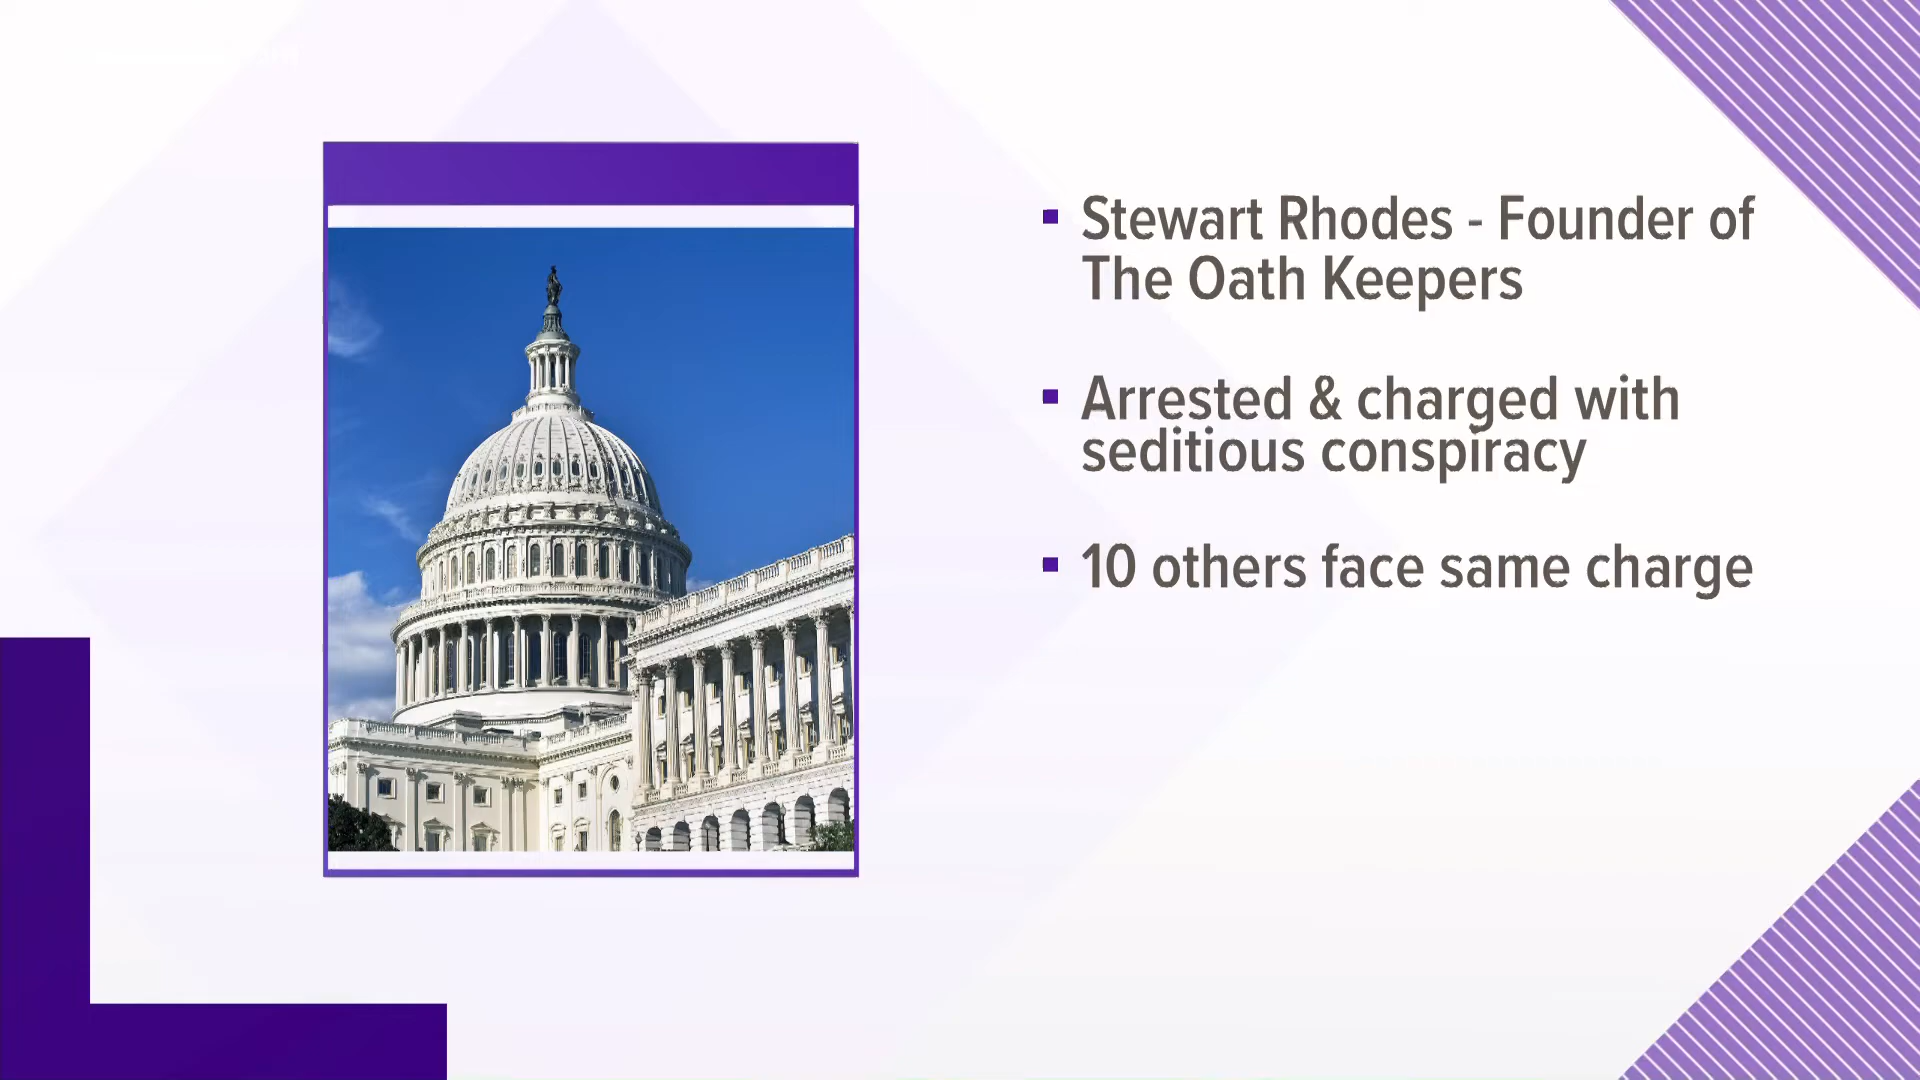 Stewart Rhodes - Founder of
The Oath Keepers
Arrested & charged with
seditious conspiracy
10 others face same charge